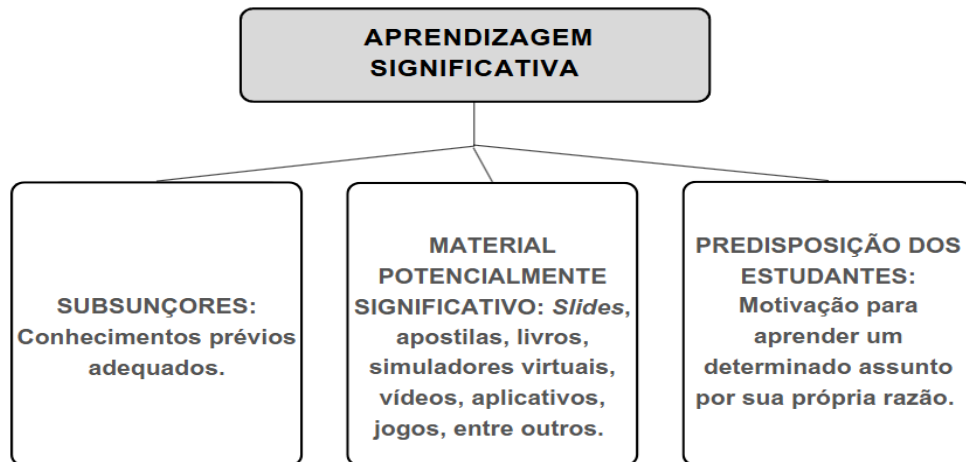 APRENDIZAGEM
SIGNIFICATIVA
SUBSUNÇORES:
Conhecimentos prévios
adequados.
MATERIAL
POTENCIALMENTE
SIGNIFICATIVO: Slides,
apostilas, livros,
simuladores virtuais,
vídeos, aplicativos,
jogos, entre outros.
PREDISPOSIÇÃO DOS
ESTUDANTES:
Motivação para
aprender um
determinado assunto
por sua própria razão.